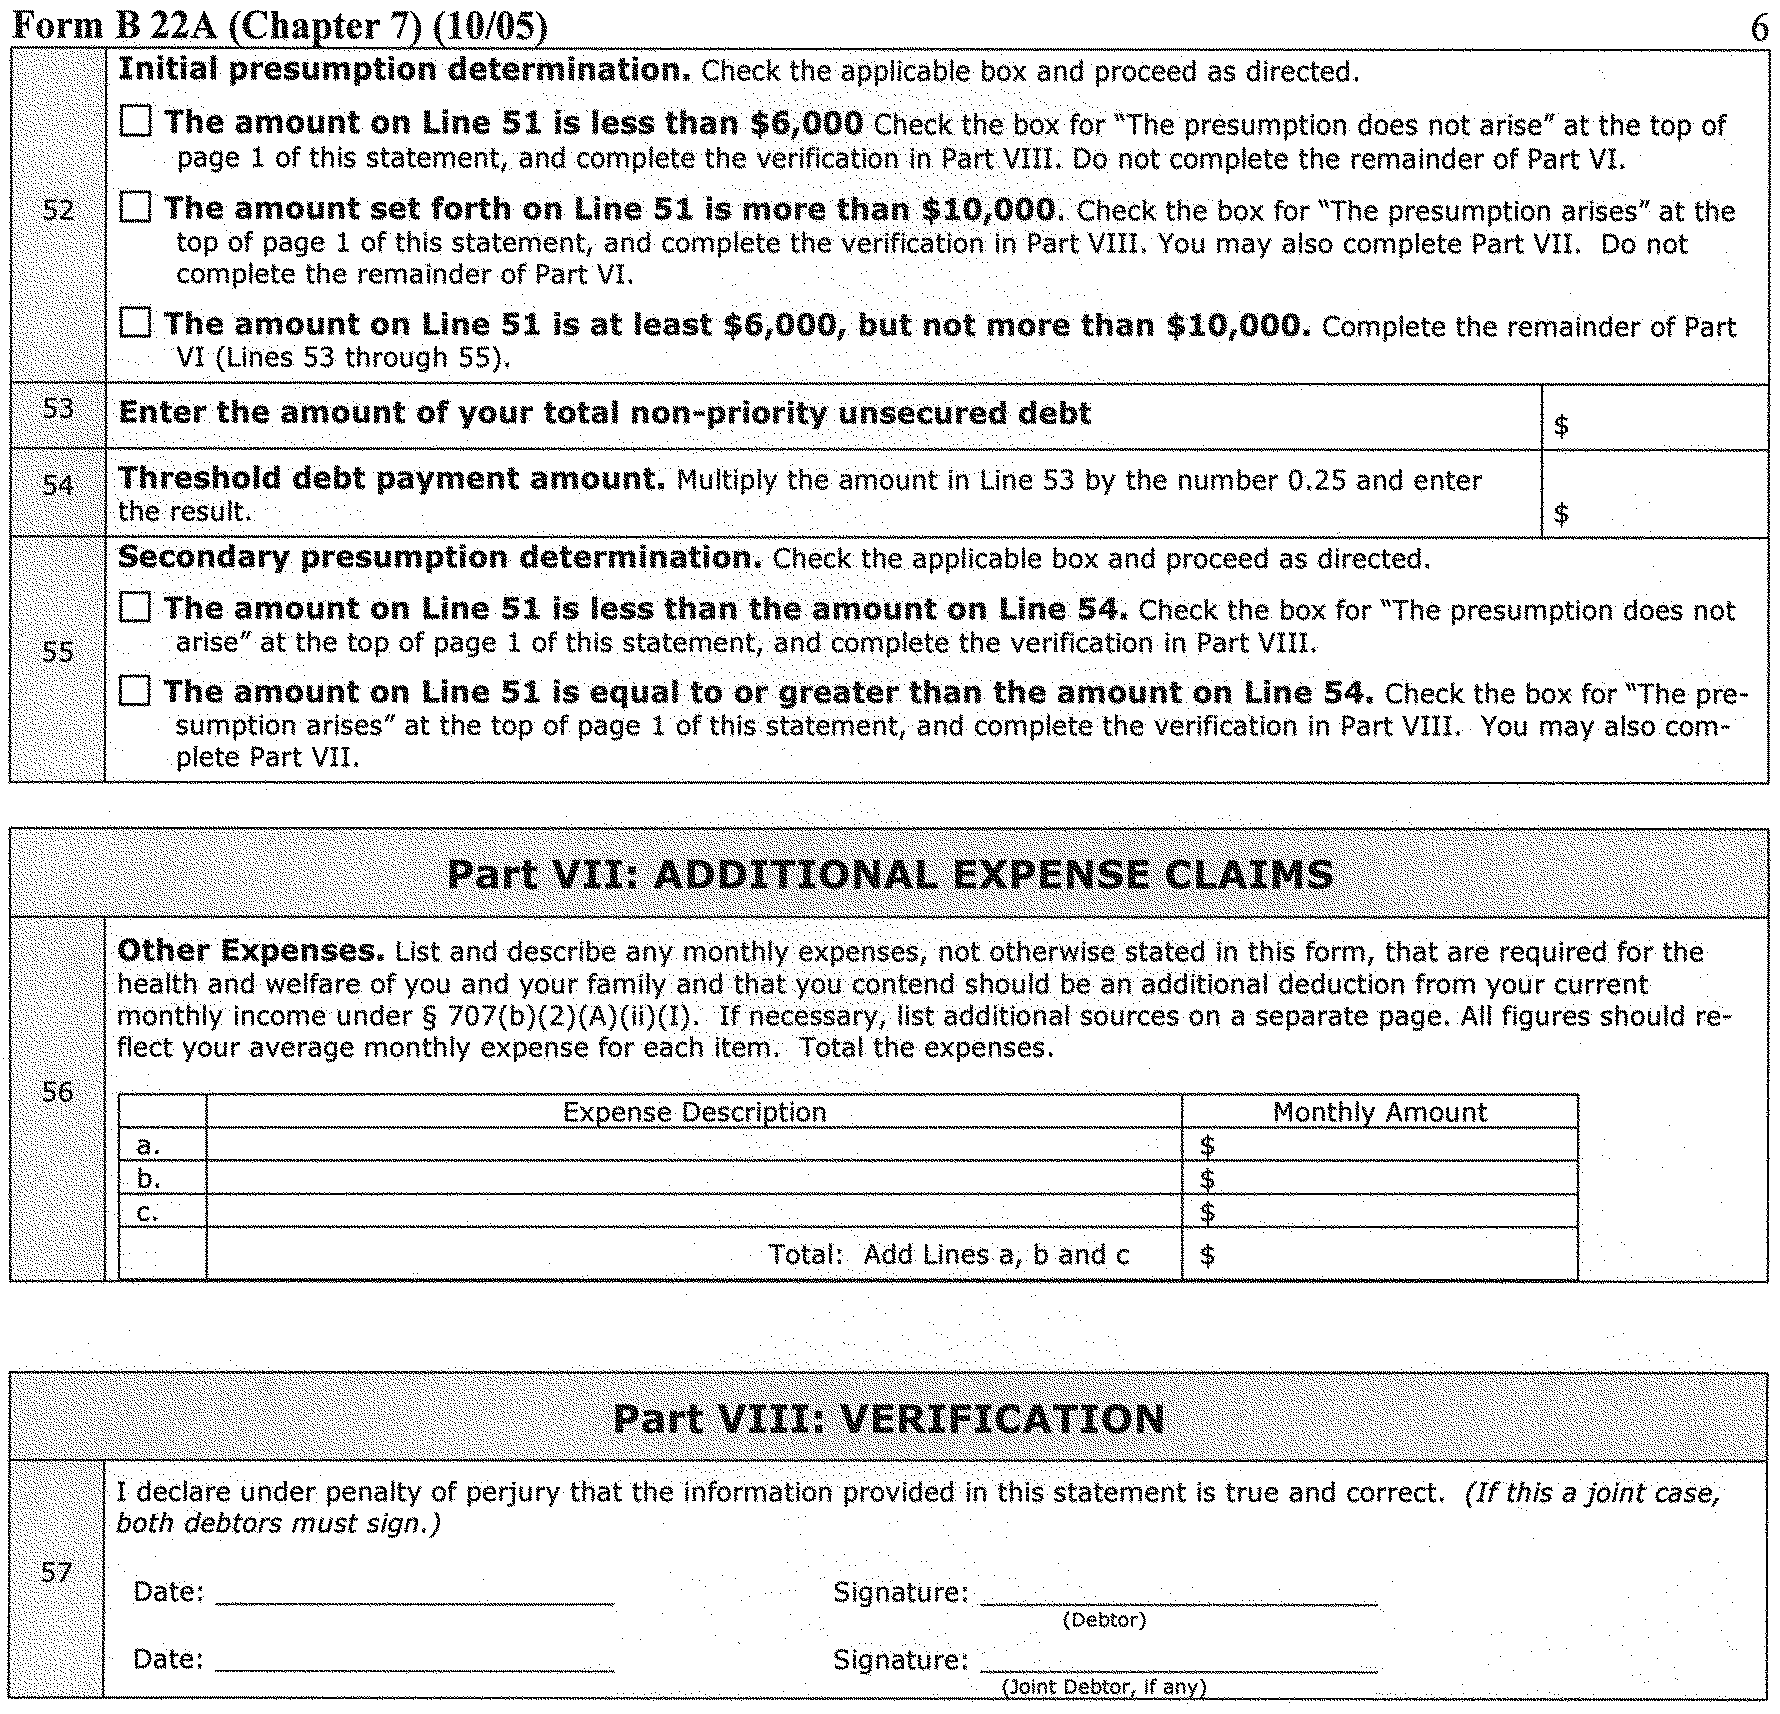 Form B 22A (Chapter 7) (10/05) 6
Initial presumption determination. Check the applicable box and proceed as directed.
The amount on Line 51 is less than $6,000 Check the box for "The presumption does not arise" at the top of
page 1 of this statement, and complete the verification in Part VIII. Do not complete the remainder of Part VI.
52
The amount set forth on Line 51 is more than $10,000. Check the box for "The presumption arises" at the
top of page 1 of this statement, and complete the verification in Part VIII. You may also complete Part VII. Do not
complete the remainder of Part VI.
The amount on Line 51 is at least $6,000, but not more than $10,000. Complete the remainder of Part
VI (Lines 53 through 55).
53 Enter the amount of your total non-priority unsecured debt $
54 Threshold debt payment amount. Multiply the amount in Line 53 by the number 0.25 and enter
the result. $
Secondary presumption determination. Check the applicable box and proceed as directed.
The amount on Line 51 is less than the amount on Line 54. Check the box for "The presumption does not
arise" at the top of page 1 of this statement, and complete the verification in Part VIII.
55
The amount on Line 51 is equal to or greater than the amount on Line 54. Check the box for "The pre-
sumption arises" at the top of page 1 of this statement, and complete the verification in Part VIII. You may also com-
plete Part VII.
Part VII: ADDITIONAL EXPENSE CLAIMS
Other Expenses. List and describe any monthly expenses, not otherwise stated in this form, that are required for the
health and welfare of you and your family and that you contend should be an additional deduction from your current
monthly income under § 707(b)(2)(A)(ii)(I). If necessary, list additional sources on a separate page. All figures should re-
flect your average monthly expense for each item. Total the expenses.
56
Expense Description Monthly Amount
a. $
b. $
c. $
Total: Add Lines a, b and c $
Part VIII: VERIFICATION
I declare under penalty of perjury that the information provided in this statement is true and correct. (If this a joint case,
both debtors must sign.)
57
Date: Signature:
(Debtor)
Date: Signature:
(Joint Debtor, if any)